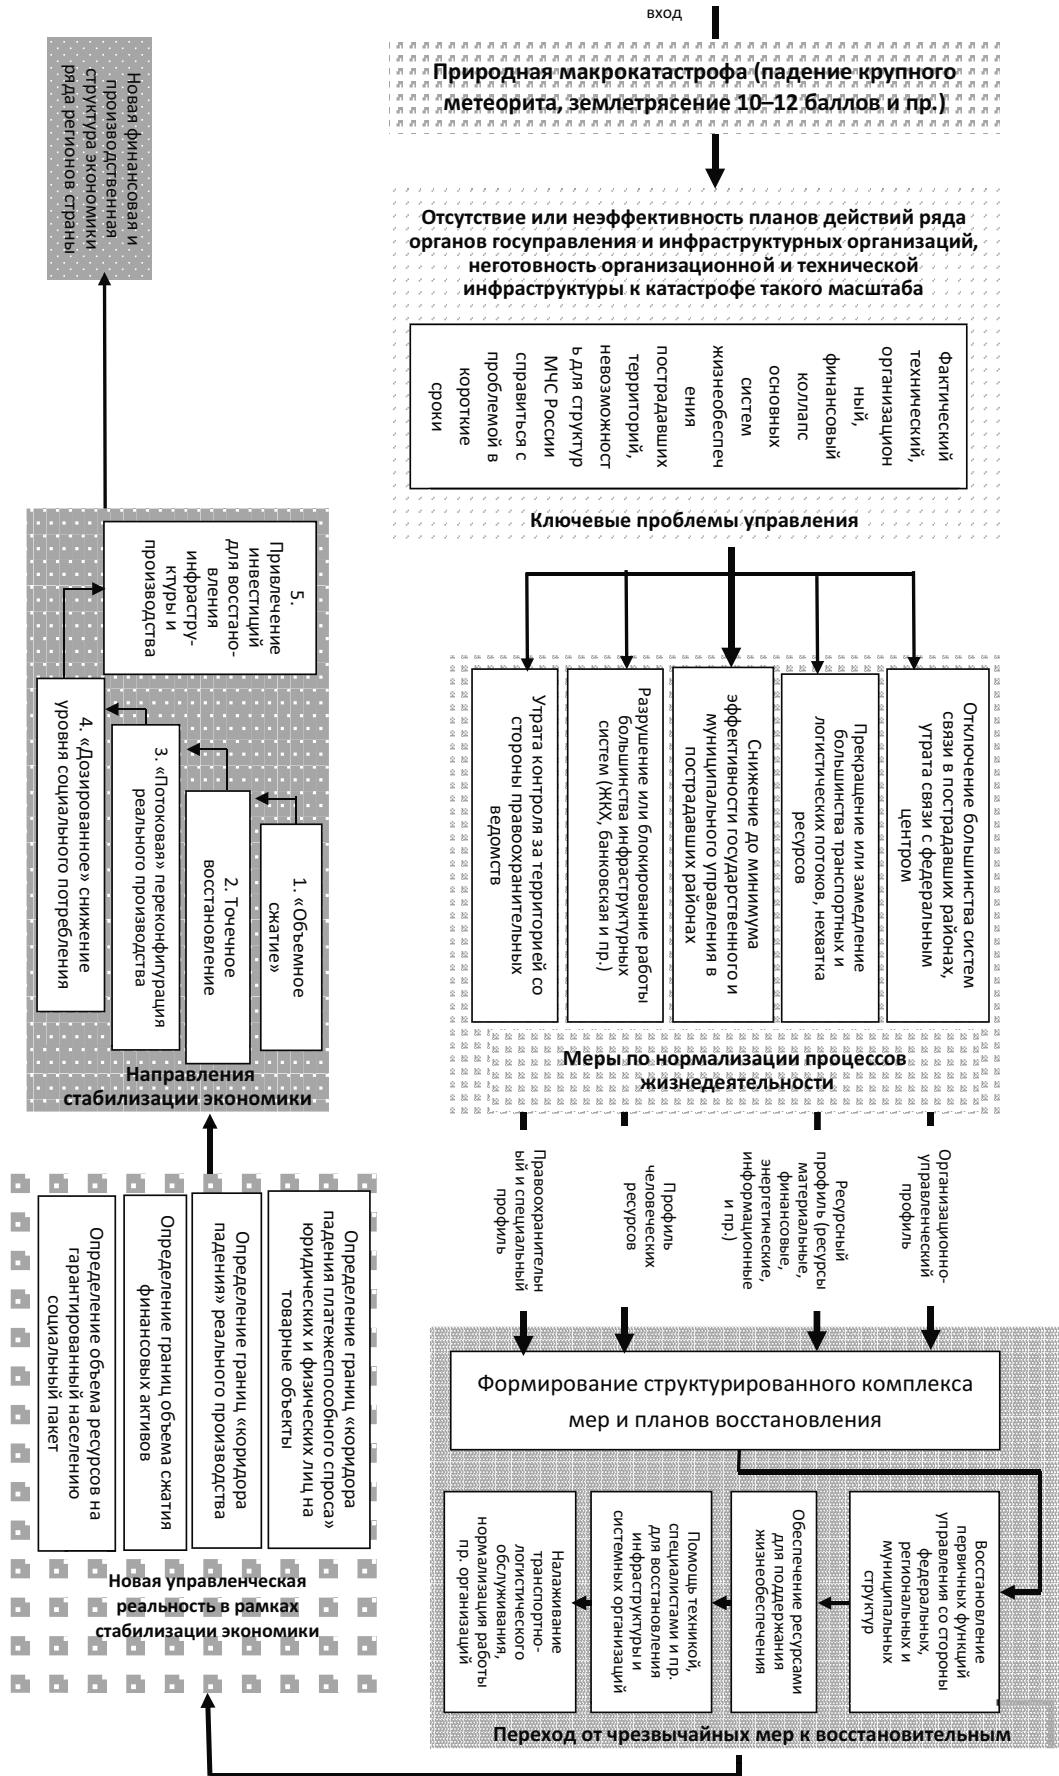 вход
Природная макрокатастрофа (падение крупного
метеорита, землетрясение 10–12 баллов и пр.)
Отсутствие или неэффективность планов действий ряда
органов госуправления и инфраструктурных организаций,
неготовность организационной и технической
инфраструктуры к катастрофе такого масштаба
Фактический
технический,
организацион
ный,
финансовый
коллапс
основных
систем
жизнеобеспеч
ения
пострадавших
территорий,
невозможност
ь для структур
МЧС России
справиться с
проблемой в
короткие
сроки
Ключевые проблемы управления
Отключение большинства систем
связи в пострадавших районах,
утрата связи с федеральным
центром
Прекращение или замедление
большинства транспортных и
логистических потоков, нехватка
ресурсов
Снижение до минимума
эффективности государственного и
муниципального управления в
пострадавших районах
Разрушение или блокирование работы
большинства инфраструктурных
систем (ЖКХ, банковская и пр.)
Утрата контроля за территорией со
стороны правоохранительных
ведомств
Меры по нормализации процессов
жизнедеятельности
Организационно-
управленческий
профиль
Ресурсный
профиль (ресурсы
материальные,
финансовые,
энергетические,
информационные
и пр.)
Профиль
человеческих
ресурсов
Правоохранительн
ый и специальный
профиль
Формирование структурированного комплекса
мер и планов восстановления
Восстановление
первичных функций
управления со стороны
федеральных,
региональных и
муниципальных
структур
Обеспечение ресурсами
для поддержания
жизнеобеспечения
Помощь техникой,
специалистами и пр.
для восстановления
инфраструктуры и
системных организаций
Налаживание
транспортно-
логистического
обслуживания,
нормализация работы
пр. организаций
Переход от чрезвычайных мер к восстановительным
Определение границ «коридора
падения платежеспособного спроса»
юридических и физических лиц на
товарные объекты
Определение границ «коридора
падения» реального производства
Определение границ объема сжатия
финансовых активов
Определение объема ресурсов на
гарантированный населению
социальный пакет
Новая управленческая
реальность в рамках
стабилизации экономики
1. «Объемное
сжатие»
2. Точечное
восстановление
3. «Потоковая» переконфигурация
реального производства
4. «Дозированное» снижение
уровня социального потребления
5.
Привлечение
инвестиций
для восстано-
вления
инфрастру-
ктуры и
производства
Направления
стабилизации экономики
Новая финансовая и
производственная
структура экономики
ряда регионов страны